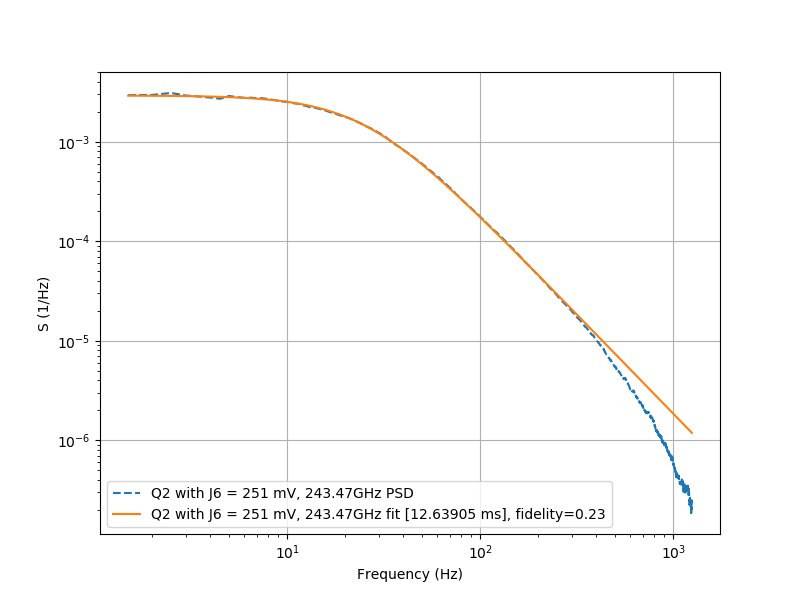 S (1/Hz)
10⁻³
10⁻⁴
10⁻⁵
10⁻⁶
Q2 with J6 = 251 mV, 243.47GHz PSD
Q2 with J6 = 251 mV, 243.47GHz fit [12.63905 ms], fidelity=0.23
10¹ 10² 10³
Frequency (Hz)